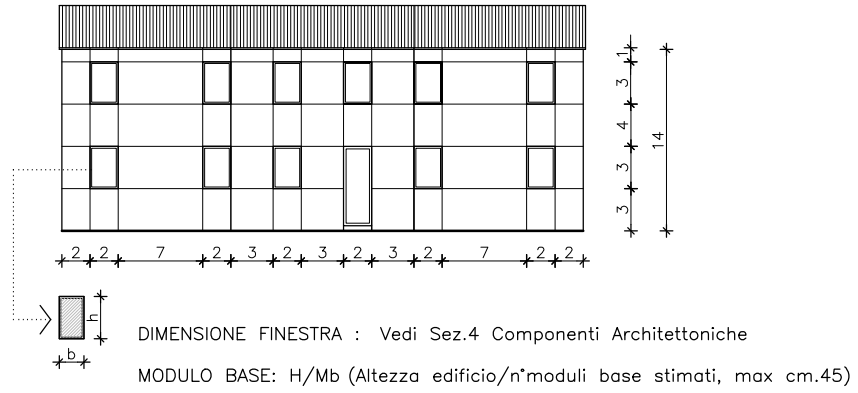 1
3
4
3
3
14
2 2 7 2 3 2 3 2 3 2 7 2 2
h
b
DIMENSIONE FINESTRA : Vedi Sez.4 Componenti Architettoniche
MODULO BASE: H/Mb (Altezza edificio/n°moduli base stimati, max cm.45)